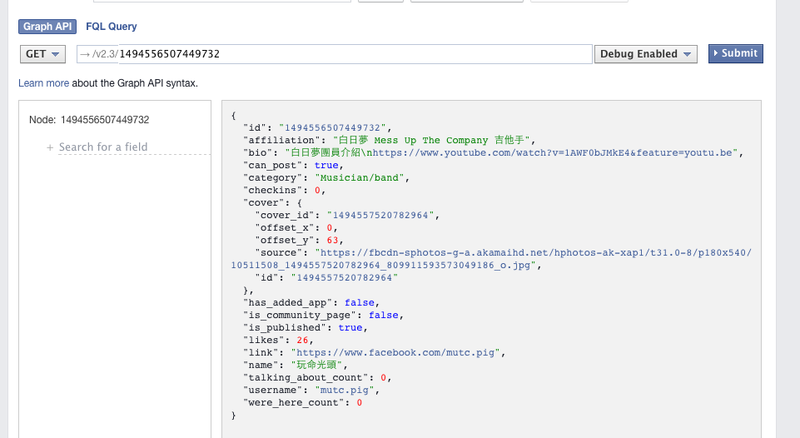 Graph API FQL Query
GET → /v2.3/ 1494556507449732 Debug Enabled Submit
Learn more about the Graph API syntax.
Node: 1494556507449732
+ Search for a field
{
"id": "1494556507449732",
"affiliation": "白日夢 Mess Up The Company 吉他手",
"bio": "白日夢團員介紹\nhttps://www.youtube.com/watch?v=1AWF0bJMkE4&feature=youtu.be",
"can_post": true,
"category": "Musician/band",
"checkins": 0,
"cover": {
"cover_id": "1494557520782964",
"offset_x": 0,
"offset_y": 63,
"source": "https://fbcdn-sphotos-g-a.akamaihd.net/hphotos-ak-xap1/t31.0-8/p180x540/
10511508_1494557520782964_809911593573049186_o.jpg",
"id": "1494557520782964"
},
"has_added_app": false,
"is_community_page": false,
"is_published": true,
"likes": 26,
"link": "https://www.facebook.com/mutc.pig",
"name": "玩命光頭",
"talking_about_count": 0,
"username": "mutc.pig",
"were_here_count": 0
}